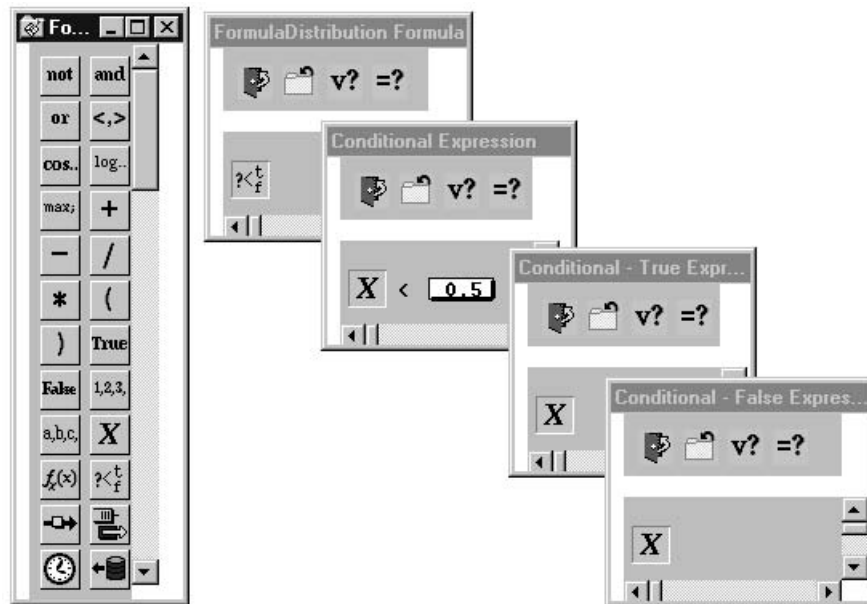 Fo...
not and
or <,>
cos.. log..
max; +
- /
* (
) True
False 1,2,3,
a,b,c, X
fx(x) ?<t f
FormulaDistribution Formula
v? =?
?<t f
Conditional Expression
v? =?
X < 0.5
Conditional - True Expr...
v? =?
X
Conditional - False Expres...
v? =?
X